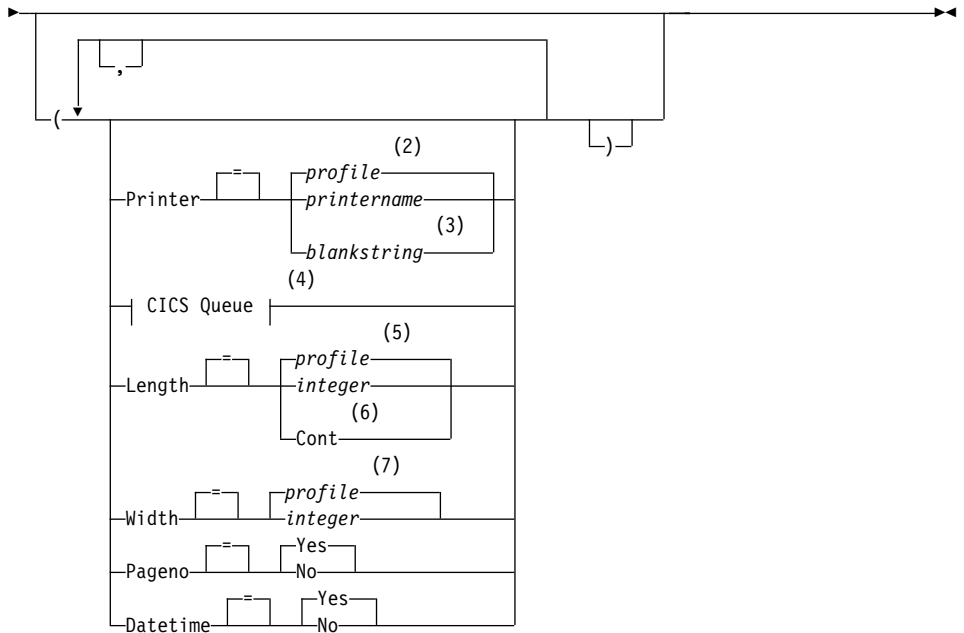 ,
(
)
(2)
= profile
Printer printername
(3)
blankstring
(4)
CICS Queue
(5)
= profile
Length integer
(6)
Cont
(7)
= profile
Width integer
= Yes
Pageno No
= Yes
Datetime No